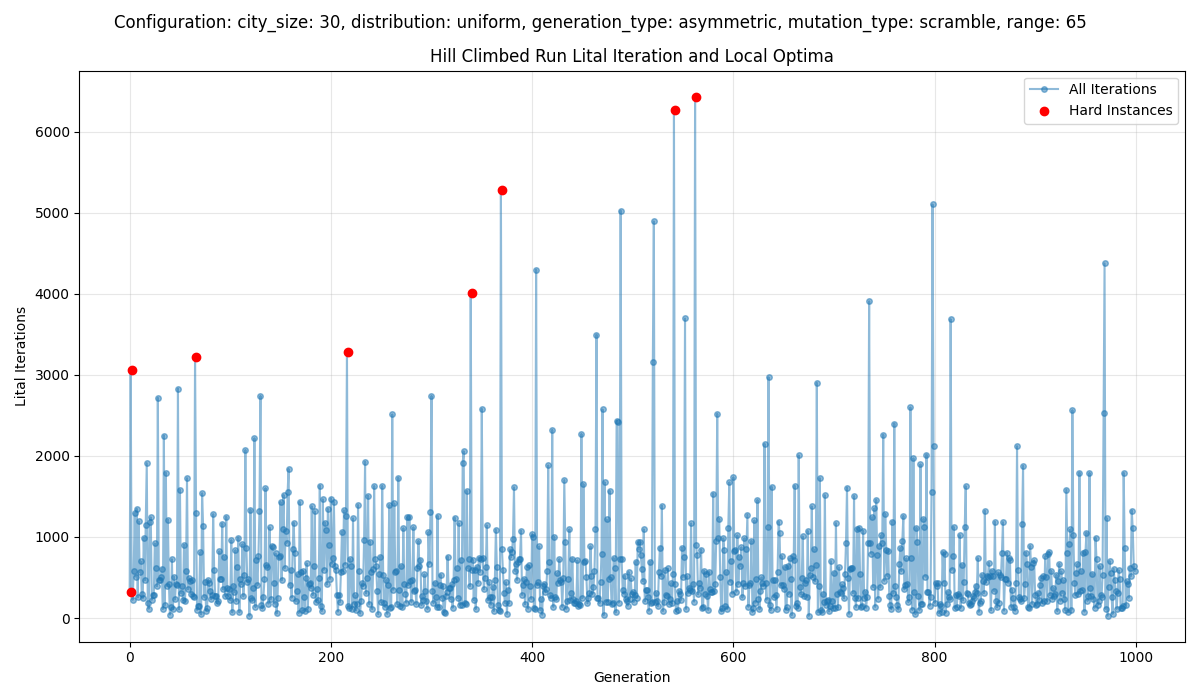 Configuration: city_size: 30, distribution: uniform, generation_type: asymmetric, mutation_type: scramble, range: 65
Hill Climbed Run Lital Iteration and Local Optima
All Iterations
Hard Instances
6000
5000
4000
3000
2000
1000
0
Lital Iterations
0 200 400 600 800 1000
Generation